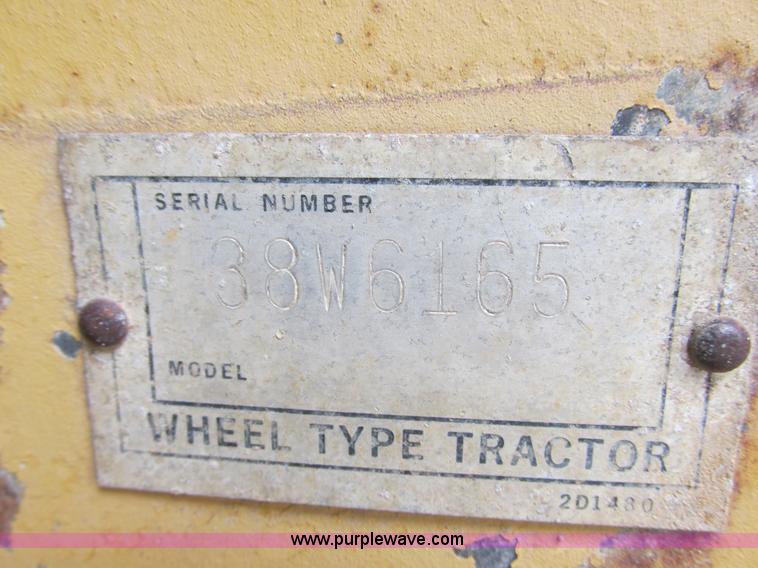 SERIAL NUMBER
38W6165
MODEL
WHEEL TYPE TRACTOR
2D1480
www.purplewave.com